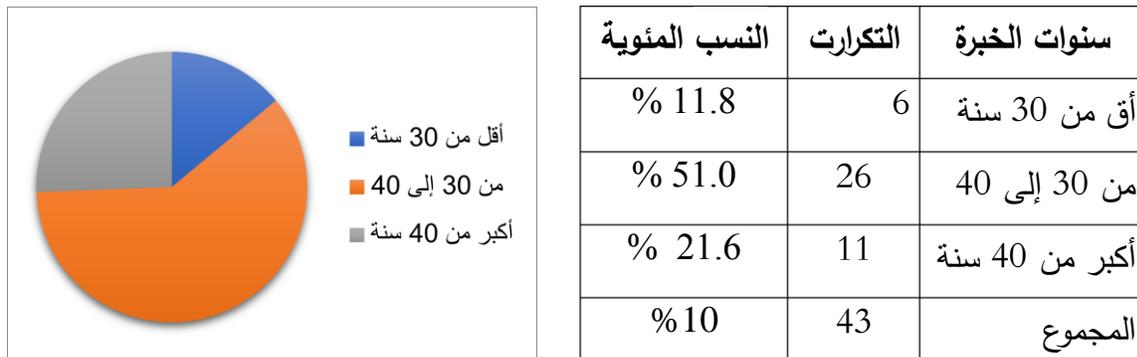 سنوات الخبرة التكرارت النسب المئوية
أق من 30 سنة 6 11.8 %
من 30 إلى 40 26 51.0 %
أكبر من 40 سنة 11 21.6 %
المجموع 43 10%
أقل من 30 سنة
من 30 إلى 40
أكبر من 40 سنة